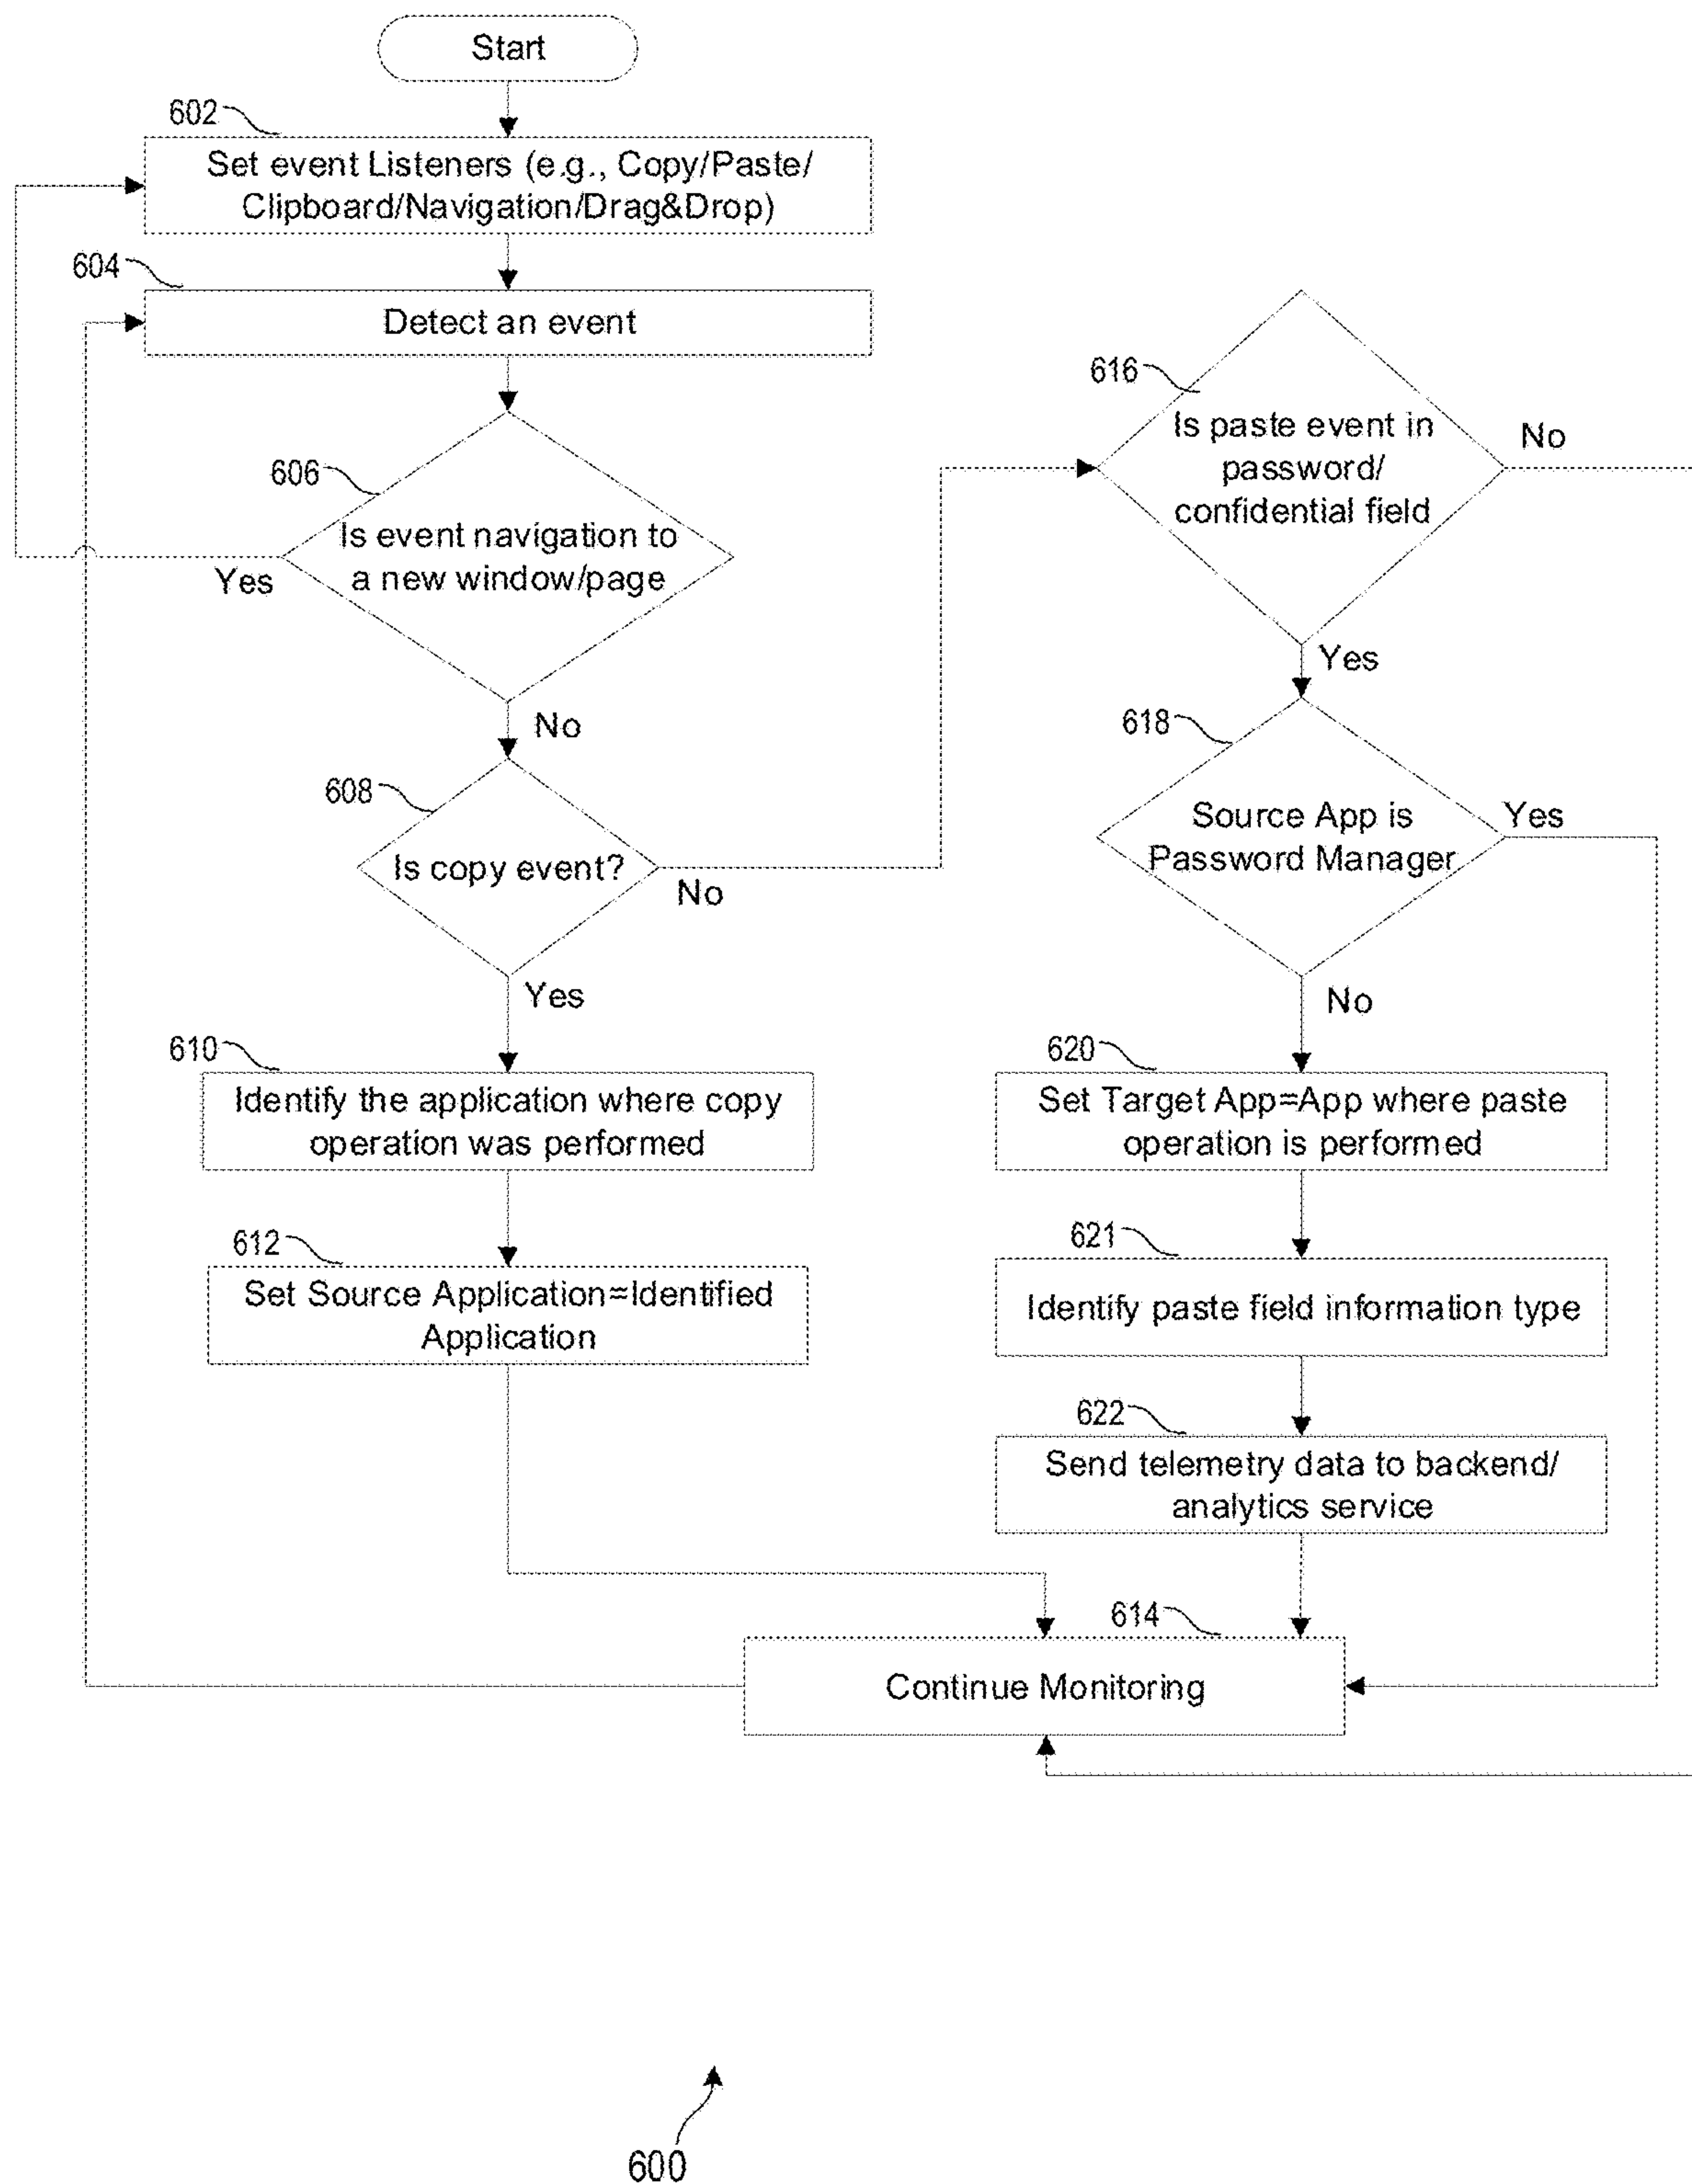 Start
602
Set event Listeners (e.g., Copy/Paste/
Clipboard/Navigation/Drag&Drop)
604
Detect an event
606
Is event navigation to
a new window/page
Yes
No
608
Is copy event?
No
Yes
610
Identify the application where copy
operation was performed
612
Set Source Application=Identified
Application
616
Is paste event in
password/
confidential field
No
Yes
618
Source App is
Password Manager
Yes
No
620
Set Target App=App where paste
operation is performed
621
Identify paste field information type
622
Send telemetry data to backend/
analytics service
614
Continue Monitoring
600